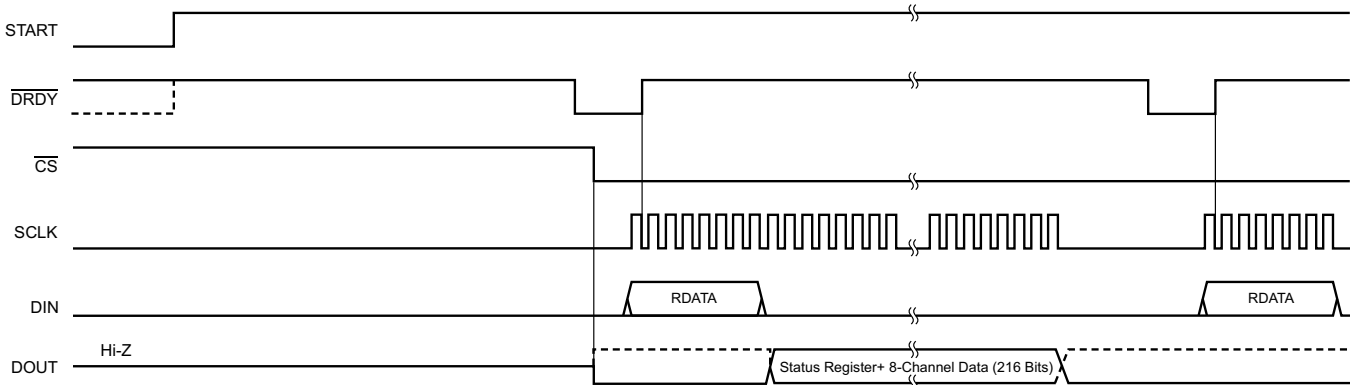 START
DRDY
CS
SCLK
DIN
RDATA
RDATA
Hi-Z
DOUT
Status Register+ 8-Channel Data (216 Bits)